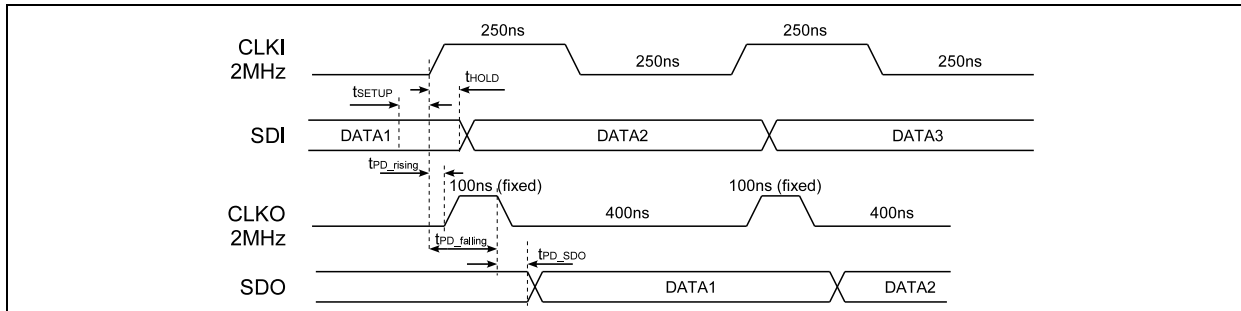 CLKI
2MHz
250ns
250ns
250ns
250ns
tSETUP
tHOLD
SDI
DATA1
DATA2
DATA3
tPD_rising
100ns (fixed)
100ns (fixed)
CLKO
2MHz
400ns
400ns
tPD_falling
tPD_SDO
SDO
DATA1
DATA2